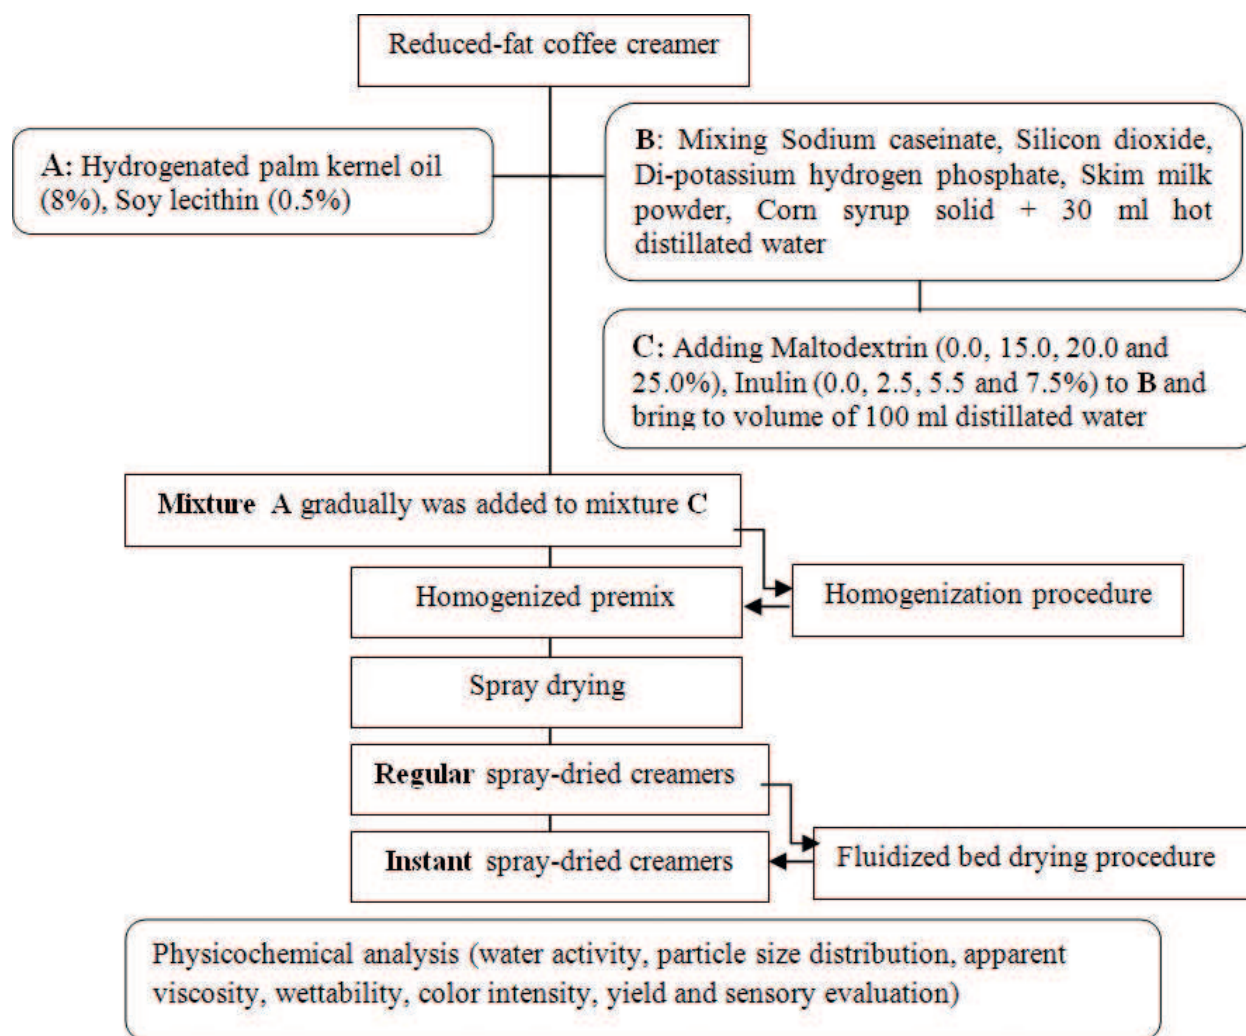 Reduced-fat coffee creamer
A: Hydrogenated palm kernel oil
(8%), Soy lecithin (0.5%)
B: Mixing Sodium caseinate, Silicon dioxide,
Di-potassium hydrogen phosphate, Skim milk
powder, Corn syrup solid + 30 ml hot
distillated water
C: Adding Maltodextrin (0.0, 15.0, 20.0 and
25.0%), Inulin (0.0, 2.5, 5.5 and 7.5%) to B and
bring to volume of 100 ml distillated water
Mixture A gradually was added to mixture C
Homogenized premix
Homogenization procedure
Spray drying
Regular spray-dried creamers
Instant spray-dried creamers
Fluidized bed drying procedure
Physicochemical analysis (water activity, particle size distribution, apparent
viscosity, wettability, color intensity, yield and sensory evaluation)